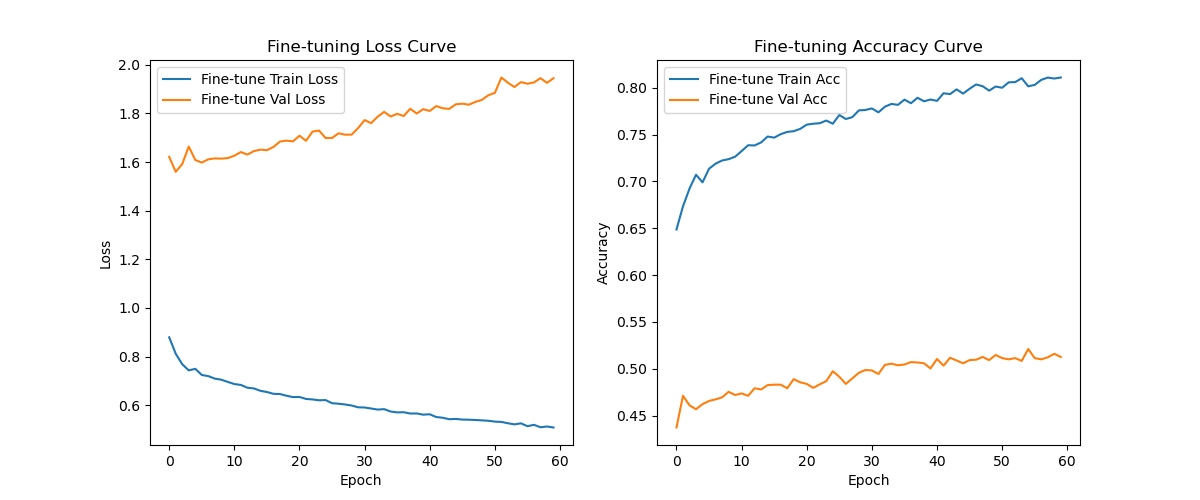 Fine-tuning Loss Curve
Fine-tune Train Loss
Fine-tune Val Loss
2.0
1.8
1.6
1.4
1.2
1.0
0.8
0.6
Loss
0 10 20 30 40 50 60
Epoch
Fine-tuning Accuracy Curve
Fine-tune Train Acc
Fine-tune Val Acc
0.80
0.75
0.70
0.65
0.60
0.55
0.50
0.45
Accuracy
0 10 20 30 40 50 60
Epoch